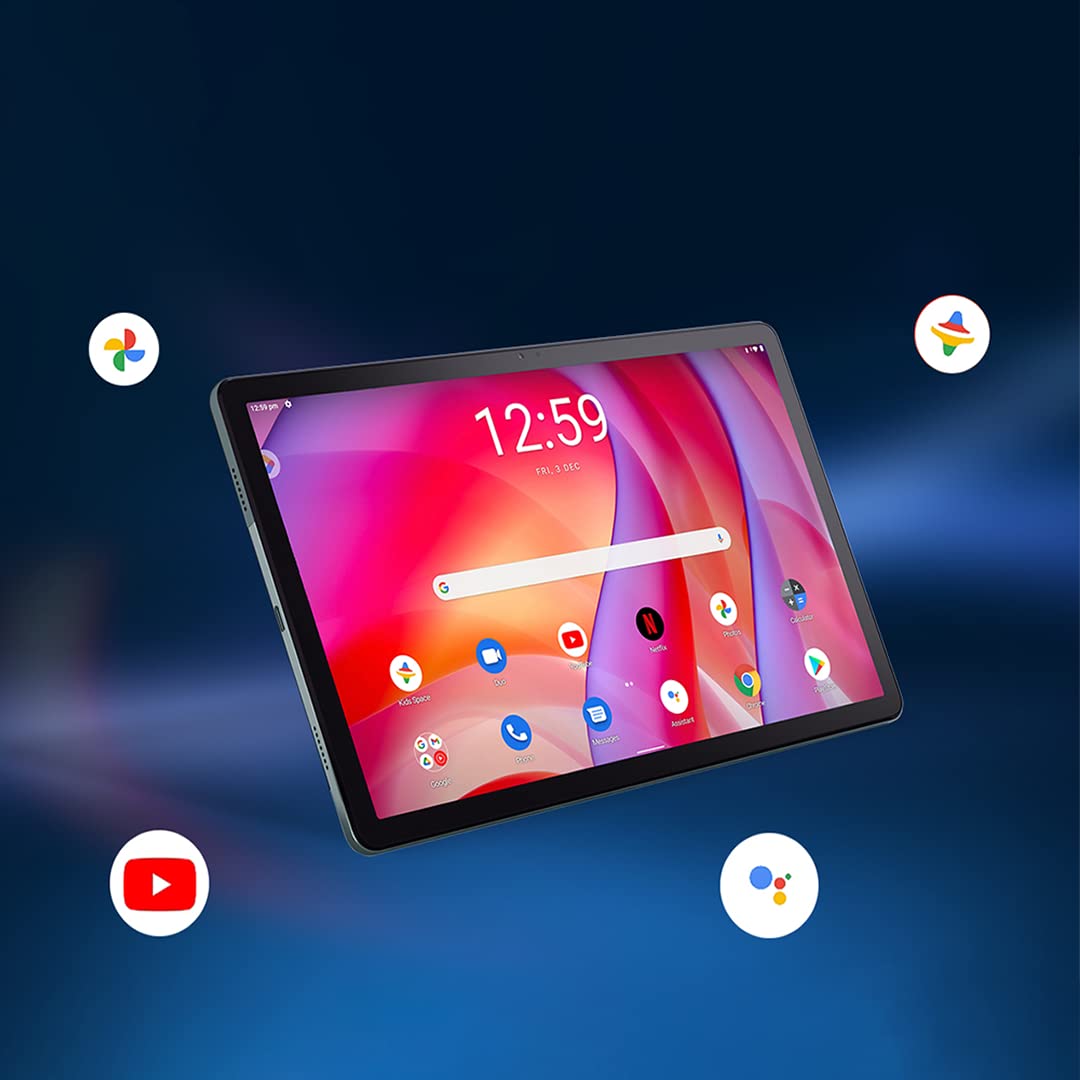 12:59 pm
12:59
FRI, 3 DEC
Kids Space
Duo
YouTube
Netflix
Photos
Calculator
Google
Phone
Messages
Assistant
Chrome
Play Store